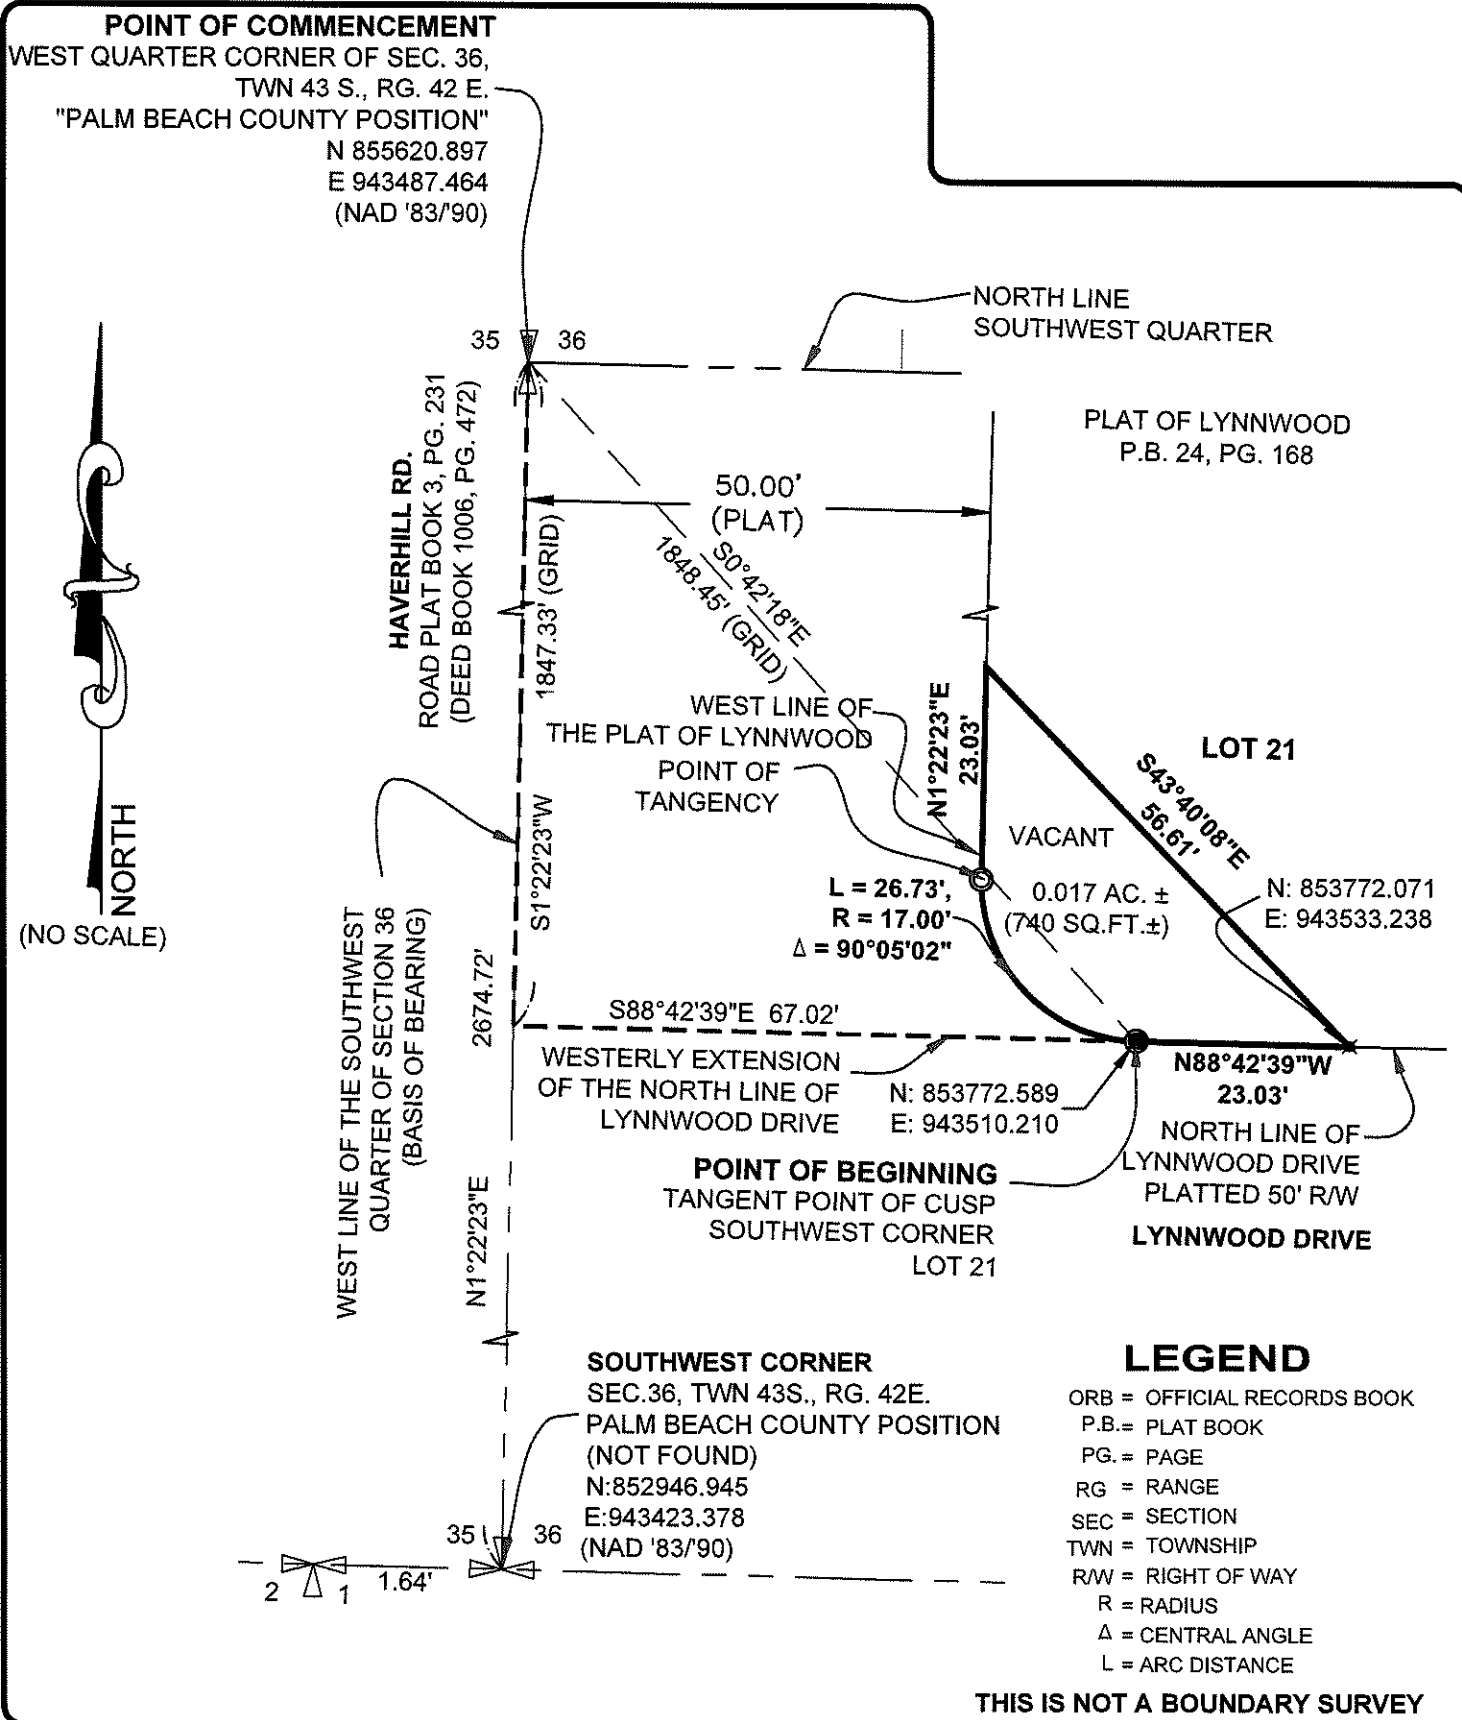 POINT OF COMMENCEMENT
WEST QUARTER CORNER OF SEC. 36,
TWN 43 S., RG. 42 E.
"PALM BEACH COUNTY POSITION"
N 855620.897
E 943487.464
(NAD '83/'90)
NORTH LINE
SOUTHWEST QUARTER
35
36
PLAT OF LYNNWOOD
P.B. 24, PG. 168
HAVERHILL RD.
ROAD PLAT BOOK 3, PG. 231
(DEED BOOK 1006, PG. 472)
50.00'
(PLAT)
1847.33' (GRID)
S0°42'18"E
1848.45' (GRID)
WEST LINE OF
THE PLAT OF LYNNWOOD
POINT OF
TANGENCY
N1°22'23"E
23.03'
LOT 21
S43°40'08"E
56.61'
VACANT
0.017 AC. ±
(740 SQ.FT.±)
L = 26.73',
R = 17.00'
Δ = 90°05'02"
N: 853772.071
E: 943533.238
NORTH
(NO SCALE)
S1°22'23"W
2674.72'
WEST LINE OF THE SOUTHWEST
QUARTER OF SECTION 36
(BASIS OF BEARING)
S88°42'39"E 67.02'
WESTERLY EXTENSION
OF THE NORTH LINE OF
LYNNWOOD DRIVE
N: 853772.589
E: 943510.210
N88°42'39"W
23.03'
NORTH LINE OF
LYNNWOOD DRIVE
PLATTED 50' R/W
LYNNWOOD DRIVE
POINT OF BEGINNING
TANGENT POINT OF CUSP
SOUTHWEST CORNER
LOT 21
N1°22'23"E
SOUTHWEST CORNER
SEC.36, TWN 43S., RG. 42E.
PALM BEACH COUNTY POSITION
(NOT FOUND)
N:852946.945
E:943423.378
(NAD '83/'90)
35
36
2
1
1.64'
LEGEND
ORB = OFFICIAL RECORDS BOOK
P.B.= PLAT BOOK
PG. = PAGE
RG = RANGE
SEC = SECTION
TWN = TOWNSHIP
R/W = RIGHT OF WAY
R = RADIUS
Δ = CENTRAL ANGLE
L = ARC DISTANCE
THIS IS NOT A BOUNDARY SURVEY